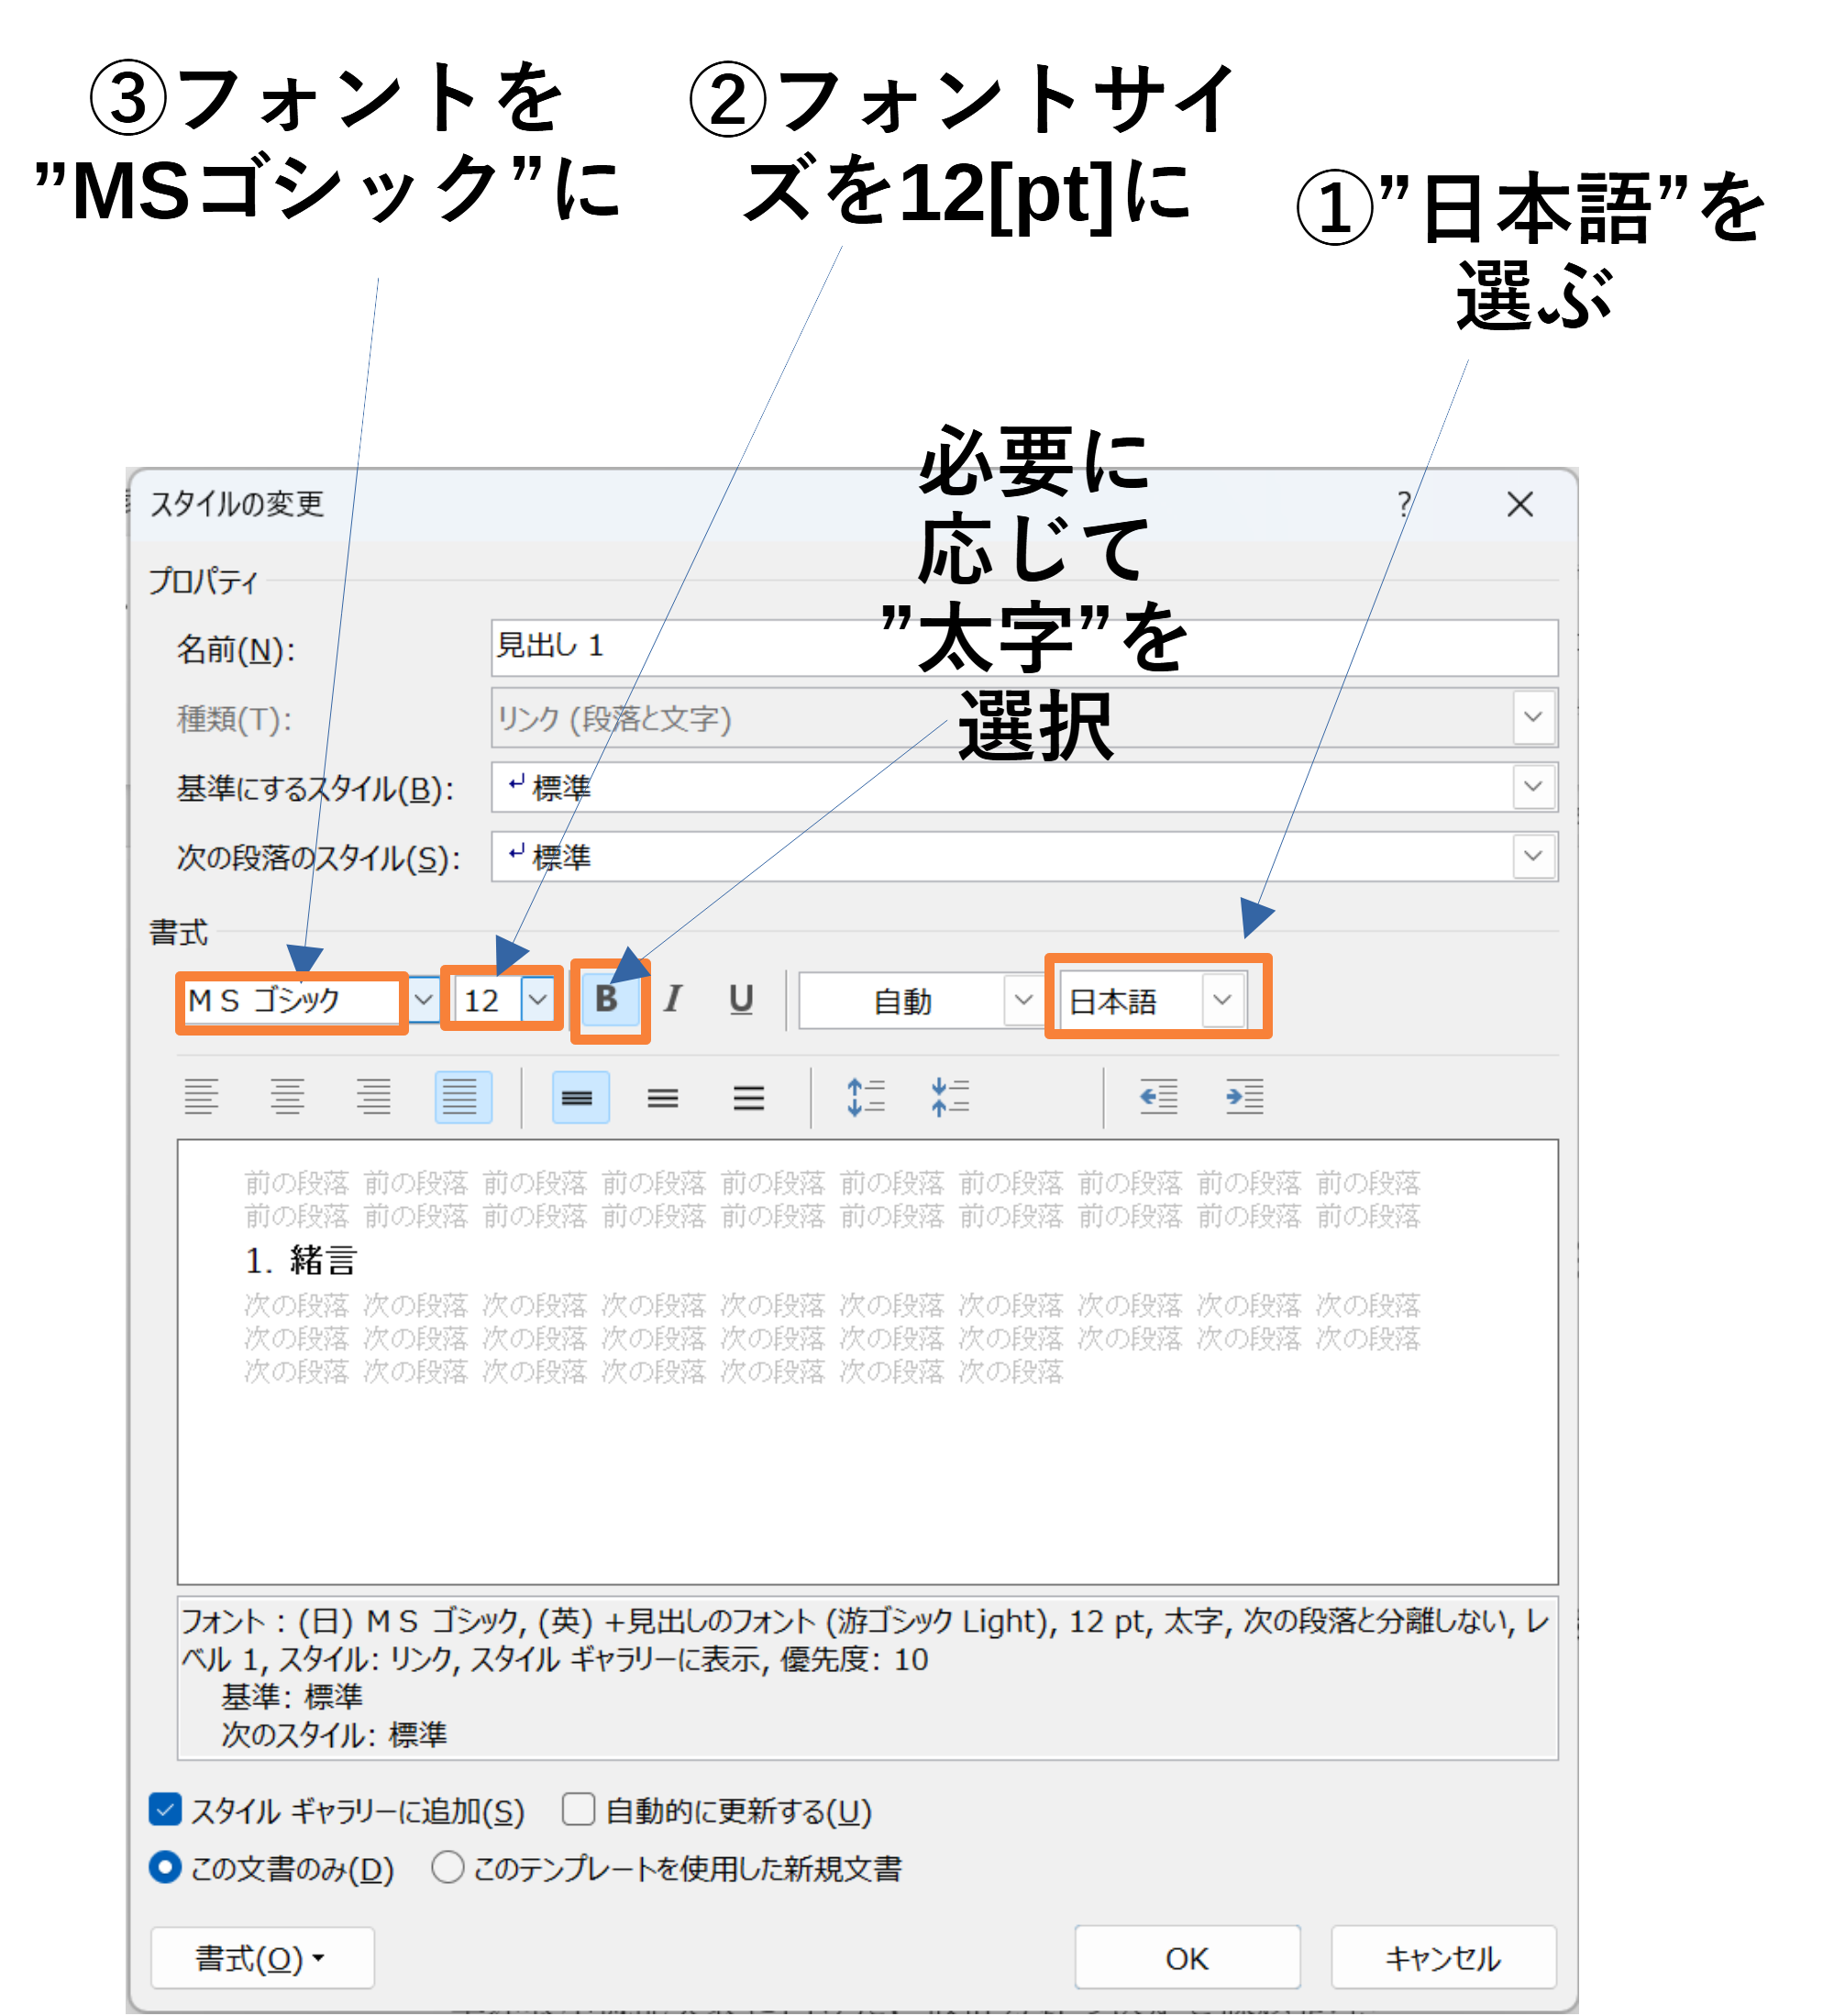 ③フォントを
”MSゴシック”に
②フォントサイ
ズを12[pt]に
①”日本語”を
選ぶ
必要に
応じて
”太字”を
選択
スタイルの変更
?
プロパティ
名前(N):
見出し 1
種類(T):
リンク (段落と文字)
基準にするスタイル(B):
標準
次の段落のスタイル(S):
標準
書式
ＭＳ ゴシック
12
B I U
自動
日本語
前の段落 前の段落 前の段落 前の段落 前の段落 前の段落 前の段落 前の段落 前の段落 前の段落
前の段落 前の段落 前の段落 前の段落 前の段落 前の段落 前の段落 前の段落 前の段落 前の段落
1. 緒言
次の段落 次の段落 次の段落 次の段落 次の段落 次の段落 次の段落 次の段落 次の段落 次の段落
次の段落 次の段落 次の段落 次の段落 次の段落 次の段落 次の段落 次の段落 次の段落 次の段落
次の段落 次の段落 次の段落 次の段落 次の段落 次の段落 次の段落
フォント : (日) ＭＳ ゴシック, (英) +見出しのフォント (游ゴシック Light), 12 pt, 太字, 次の段落と分離しない, レ
ベル 1, スタイル: リンク, スタイル ギャラリーに表示, 優先度: 10
基準: 標準
次のスタイル: 標準
スタイル ギャラリーに追加(S)
自動的に更新する(U)
この文書のみ(D)
このテンプレートを使用した新規文書
書式(O)
OK
キャンセル